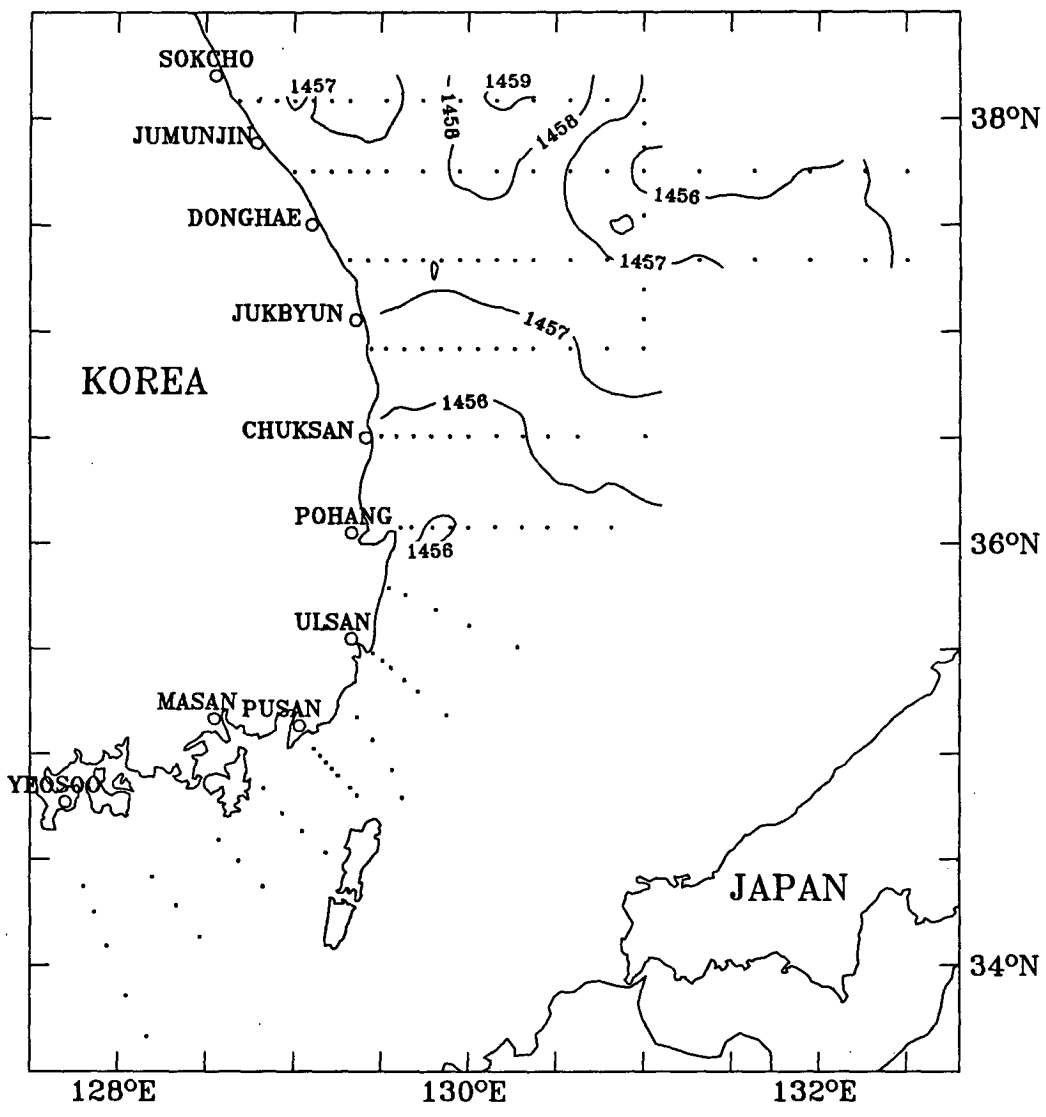 SOKCHO
1457
1459
1458
1458
38°N
JUMUNJIN
1456
DONGHAE
1457
JUKBYUN
1457
KOREA
1456
CHUKSAN
POHANG
1456
36°N
ULSAN
MASAN
PUSAN
YEOSOO
JAPAN
34°N
128°E
130°E
132°E